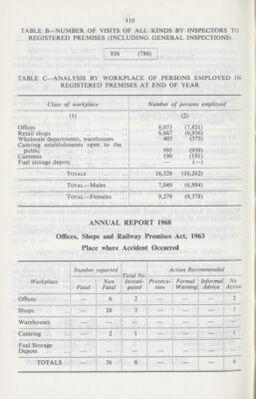 110
TABLE B—NUMBER OF VISITS OF ALL KINDS BY INSPECTORS TO
REGISTERED PREMISES (INCLUDING GENERAL INSPECTIONS)
856 (786)
TABLE C—ANALYSIS BY WORKPLACE OF PERSONS EMPLOYED IN
REGISTERED PREMISES AT END OF YEAR
Class of workplace Number of persons employed
(1) (2)
Offices 8,073 (7,821)
Retail shops 6,667 (6,936)
Wholesale departments, warehouses 403 (375)
Catering establishments open to the
public 995 (939)
Canteens 190 (191)
Fuel storage depots — (—)
TOTALS 16,328 (16,262)
TOTAL—Males 7,049 (6,884)
TOTAL—Females 9,279 (9,378)
ANNUAL REPORT 1968
Offices, Shops and Railway Premises Act, 1963
Place where Accident Occurred
Number reported Action Recommended
Workplace Fatal Non Fatal Total No. Investigated Prosecution Formal Warning Informal Advice No Action
Offices — 6 2 — — — 2
Shops — 28 3 — — — 3
Warehouses — — — — — — —
Catering — 2 1 — — — 1
Fuel Storage
Depots — — — — — — —
TOTALS — 36 6 — — — 6